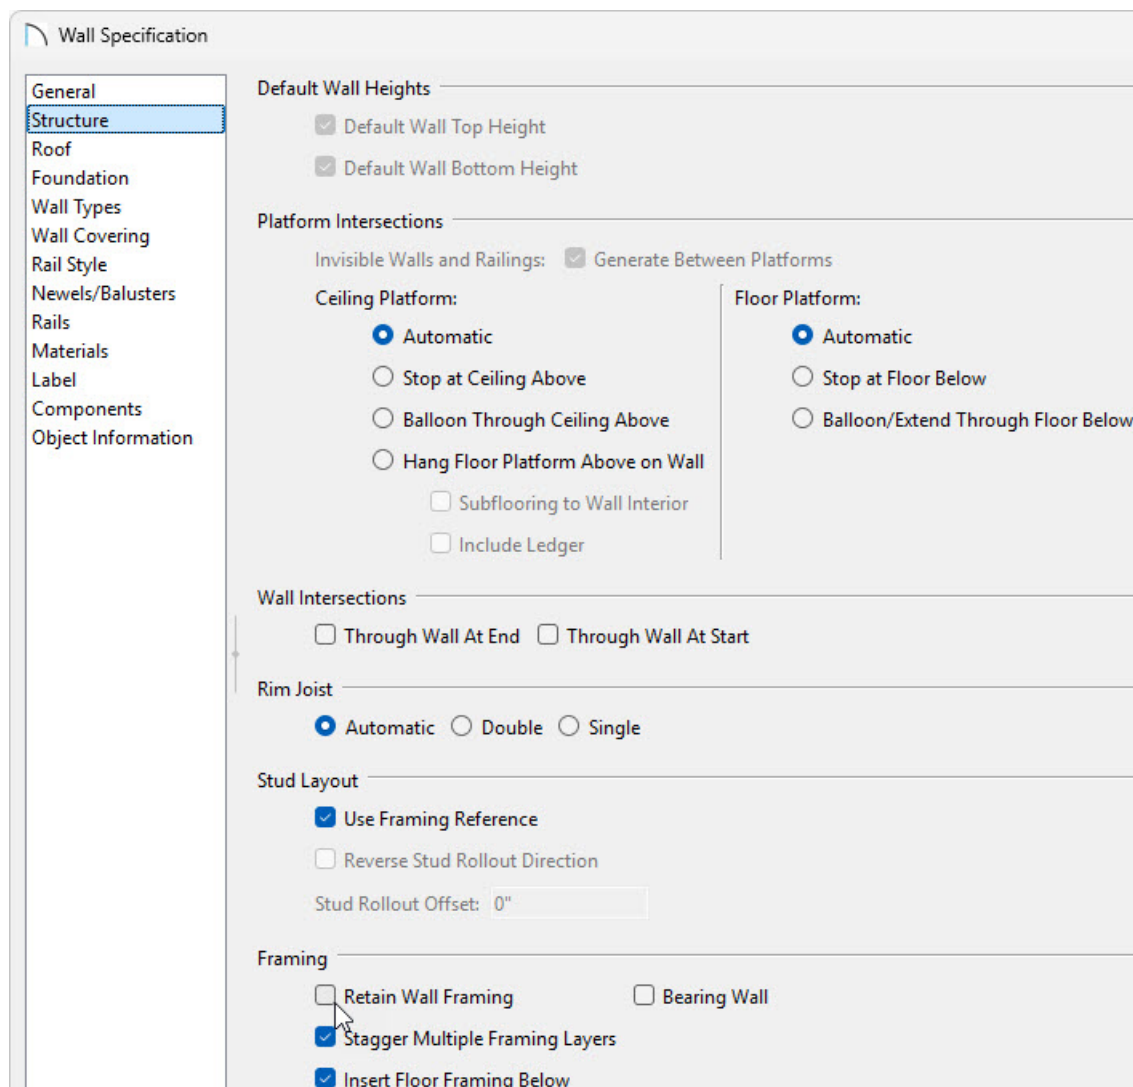 Wall Specification
General
Structure
Roof
Foundation
Wall Types
Wall Covering
Rail Style
Newels/Balusters
Rails
Materials
Label
Components
Object Information
Default Wall Heights
Default Wall Top Height
Default Wall Bottom Height
Platform Intersections
Invisible Walls and Railings: Generate Between Platforms
Ceiling Platform:
Automatic
Stop at Ceiling Above
Balloon Through Ceiling Above
Hang Floor Platform Above on Wall
Subflooring to Wall Interior
Include Ledger
Floor Platform:
Automatic
Stop at Floor Below
Balloon/Extend Through Floor Below
Wall Intersections
Through Wall At End Through Wall At Start
Rim Joist
Automatic Double Single
Stud Layout
Use Framing Reference
Reverse Stud Rollout Direction
Stud Rollout Offset: 0"
Framing
Retain Wall Framing Bearing Wall
Stagger Multiple Framing Layers
Insert Floor Framing Below